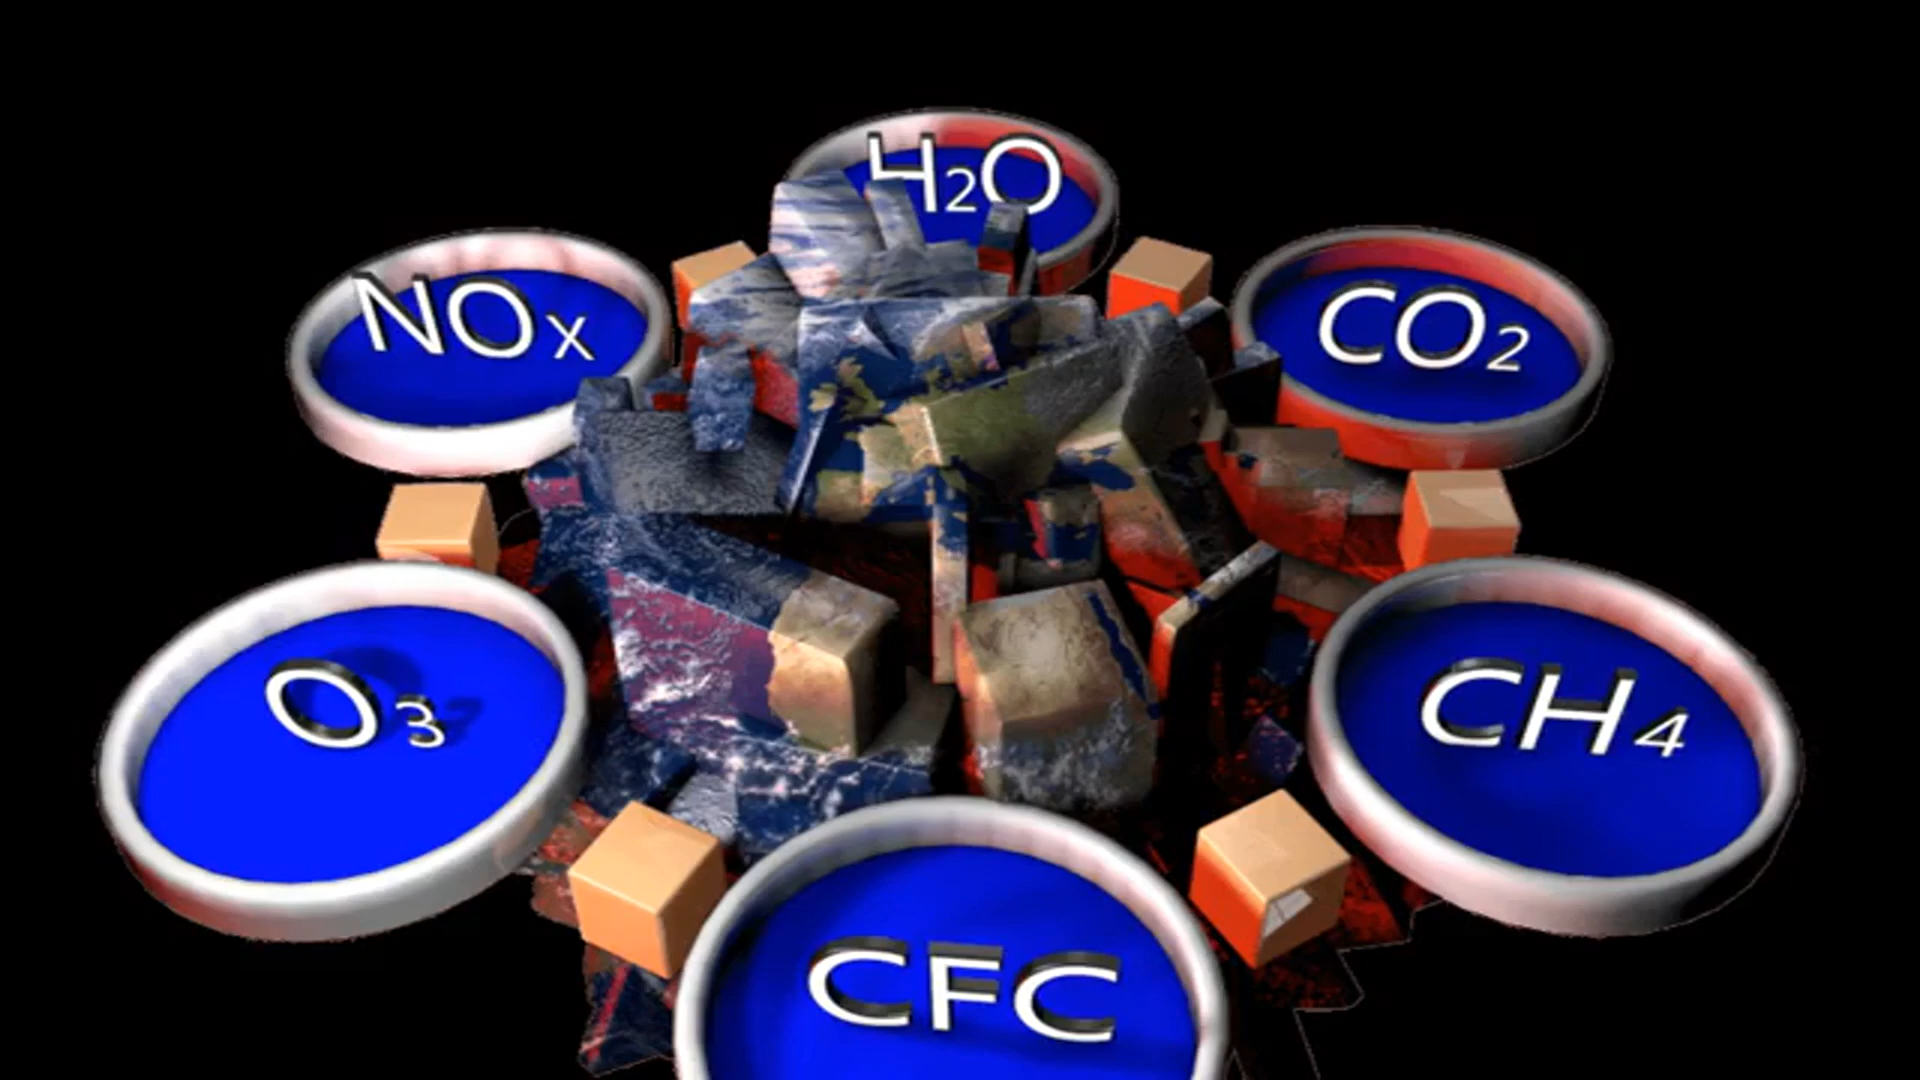 H₂O
NOx
CO₂
O₃
CH₄
CFC